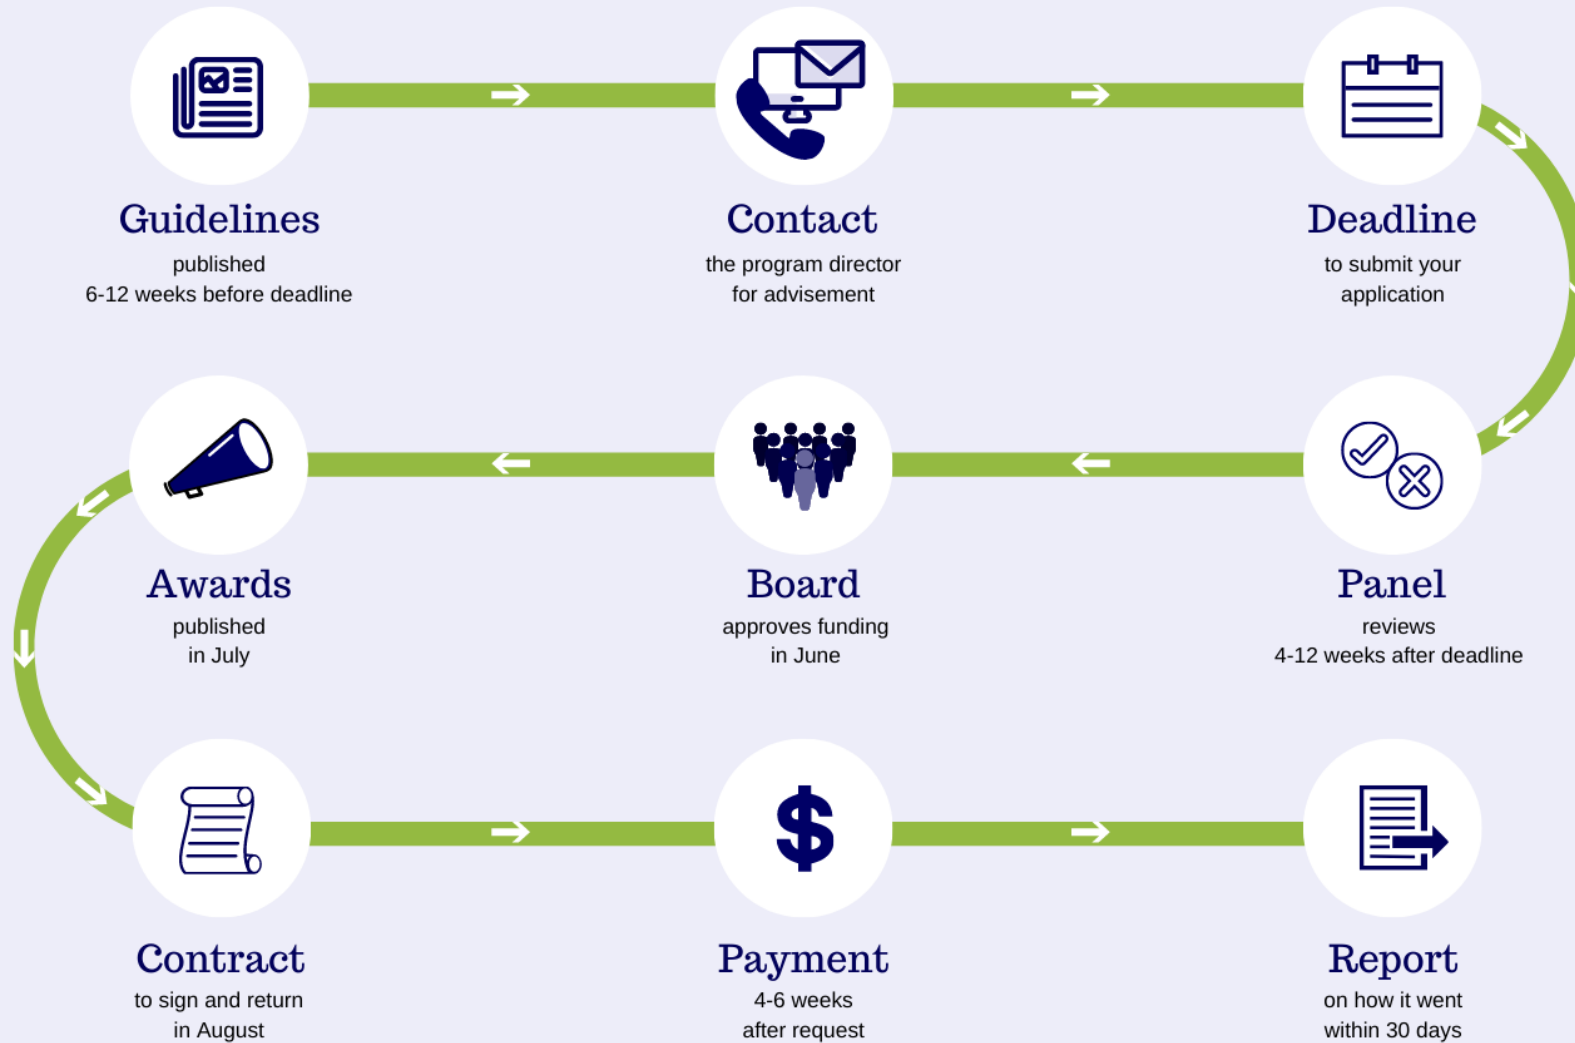 Guidelines
published
6-12 weeks before deadline
Contact
the program director
for advisement
Deadline
to submit your
application
Panel
reviews
4-12 weeks after deadline
Board
approves funding
in June
Awards
published
in July
Contract
to sign and return
in August
Payment
4-6 weeks
after request
Report
on how it went
within 30 days
$